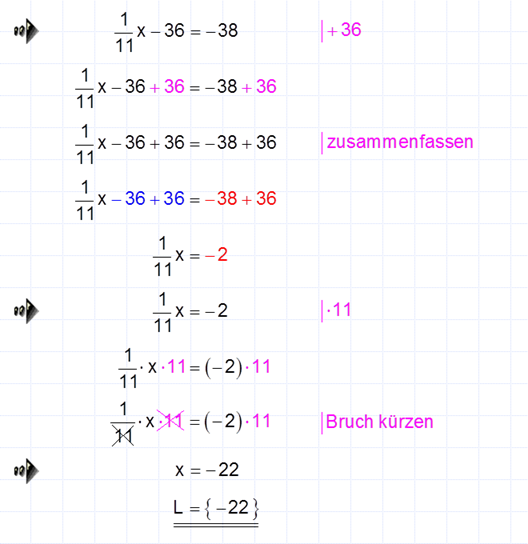 1/11 x − 36 = −38 | + 36
1/11 x − 36 + 36 = −38 + 36
1/11 x − 36 + 36 = −38 + 36 | zusammenfassen
1/11 x − 36 + 36 = −38 + 36
1/11 x = −2
1/11 x = −2 | ·11
1/11 · x · 11 = (−2) · 11
1/11 · x · 11 = (−2) · 11 | Bruch kürzen
x = −22
L = { −22 }